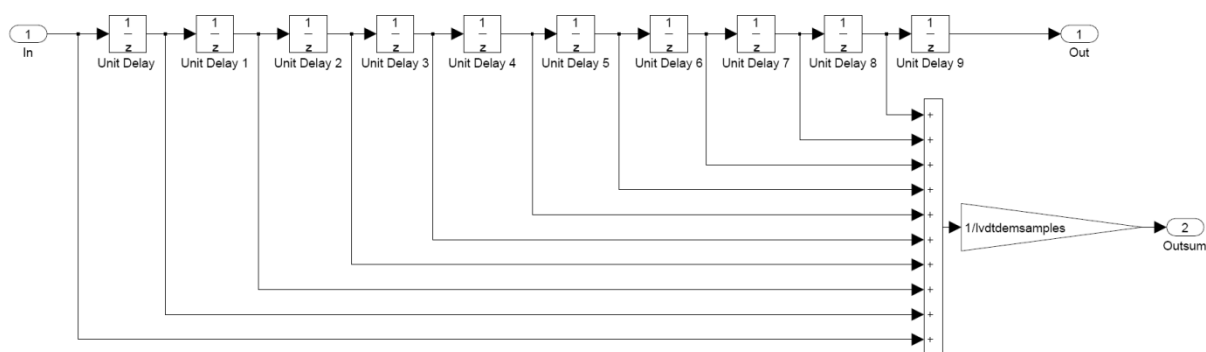 1
In
1
z
Unit Delay
1
z
Unit Delay 1
1
z
Unit Delay 2
1
z
Unit Delay 3
1
z
Unit Delay 4
1
z
Unit Delay 5
1
z
Unit Delay 6
1
z
Unit Delay 7
1
z
Unit Delay 8
1
z
Unit Delay 9
1
Out
+
+
+
+
+
+
+
+
+
+
1/lvdtdemsamples
2
Outsum